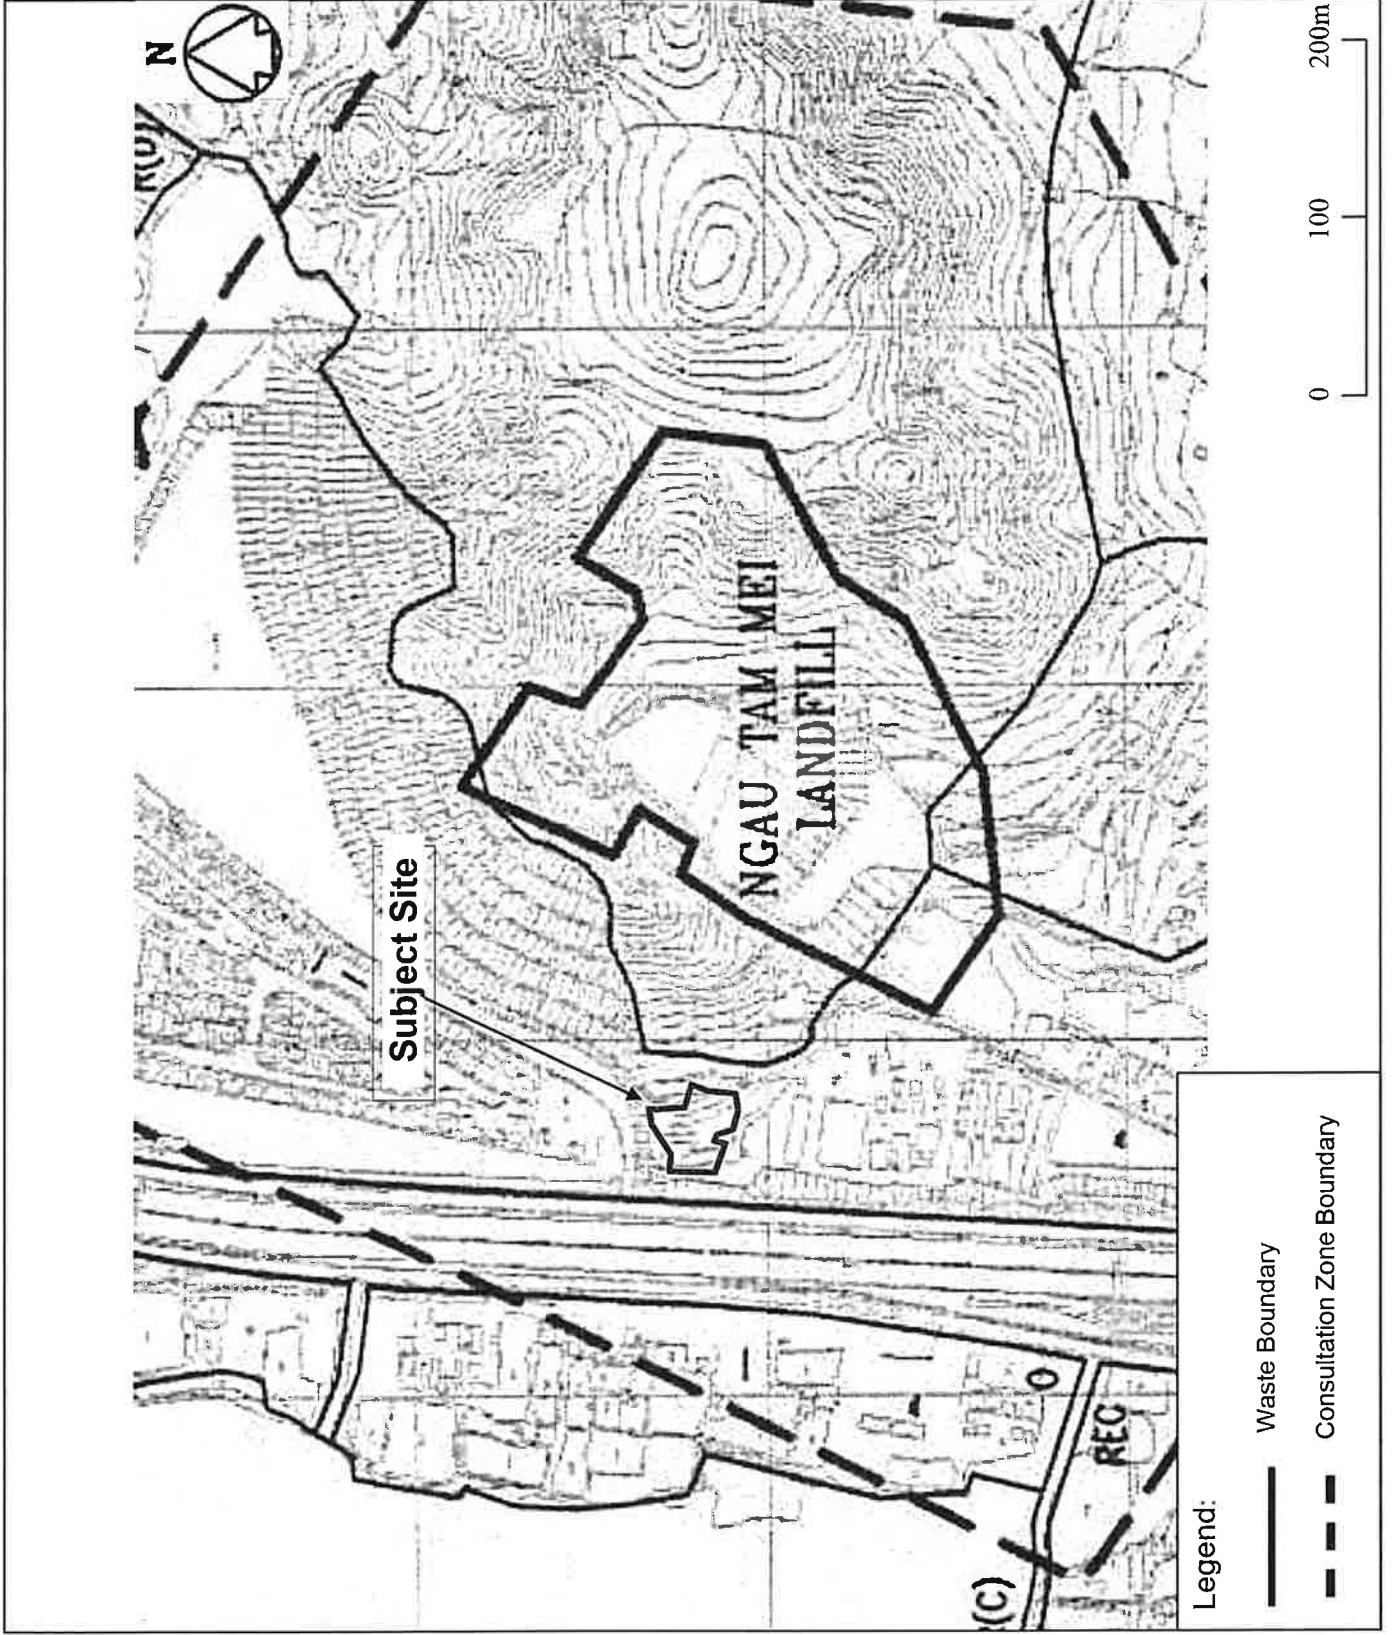 N
R(D)
Subject Site
NGAU TAM MEI
LANDFILL
O
REC
(C)
Legend:
Waste Boundary
Consultation Zone Boundary
0
100
200m